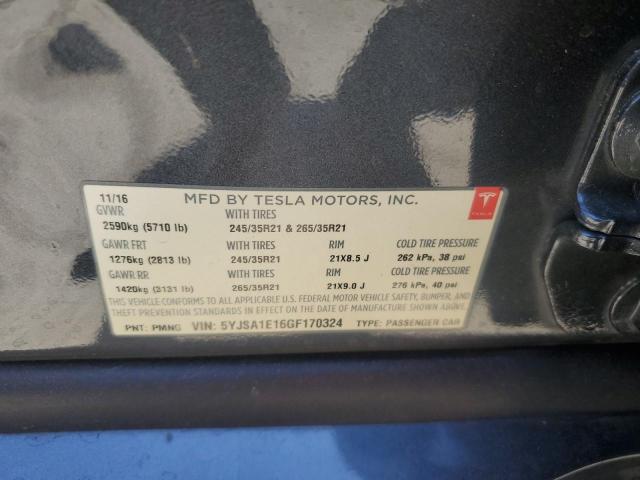 11/16 MFD BY TESLA MOTORS, INC.
GVWR WITH TIRES
2590kg (5710 lb) 245/35R21 & 265/35R21
GAWR FRT WITH TIRES RIM COLD TIRE PRESSURE
1276kg (2813 lb) 245/35R21 21X8.5 J 262 kPa, 38 psi
GAWR RR WITH TIRES RIM COLD TIRE PRESSURE
1420kg (3131 lb) 265/35R21 21X9.0 J 276 kPa, 40 psi
THIS VEHICLE CONFORMS TO ALL APPLICABLE U.S. FEDERAL MOTOR VEHICLE SAFETY, BUMPER, AND
THEFT PREVENTION STANDARDS IN EFFECT ON THE DATE OF MANUFACTURE SHOWN ABOVE.
PNT: PMNG VIN: 5YJSA1E16GF170324 TYPE: PASSENGER CAR
TESLA